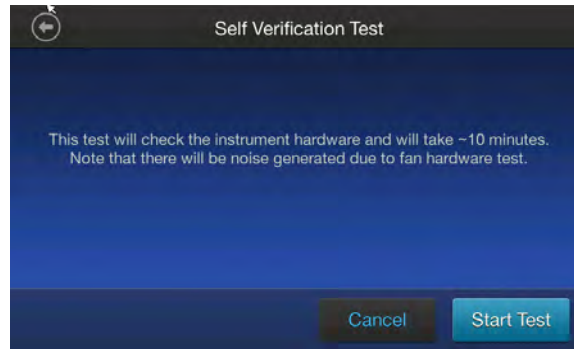 Self Verification Test
This test will check the instrument hardware and will take ~10 minutes.
Note that there will be noise generated due to fan hardware test.
Cancel
Start Test